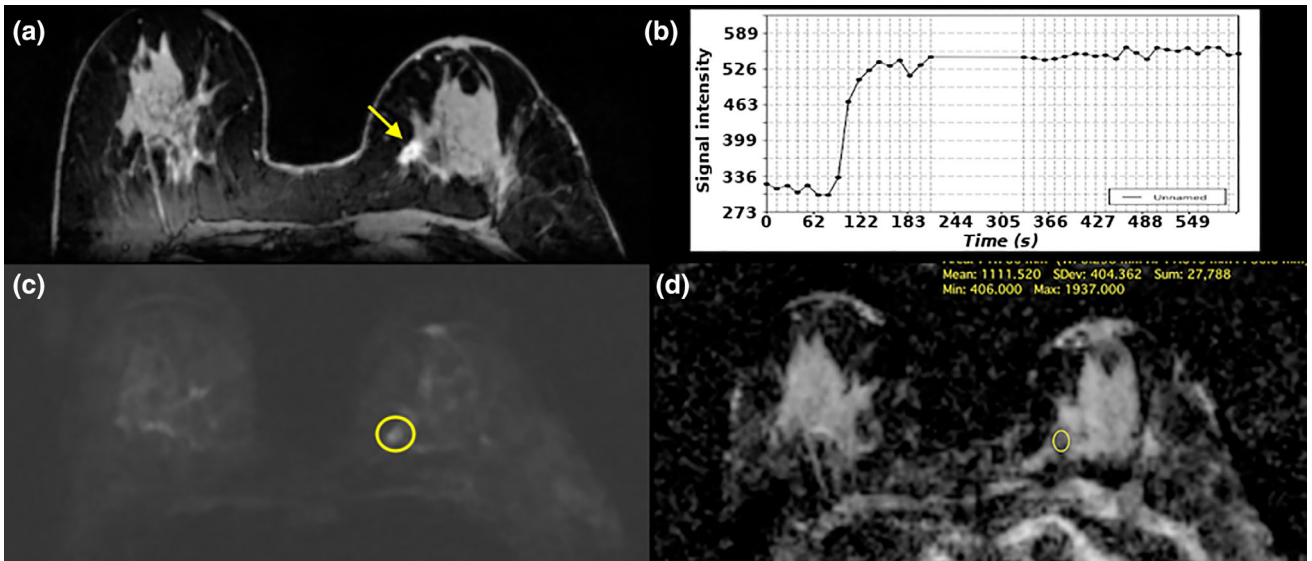 (a)
(b)
589
526
463
399
336
273
Signal intensity
Unnamed
0 62 122 183 244 305 366 427 488 549
Time (s)
(c)
(d)
Mean: 1111.520 SDev: 404.362 Sum: 27,788
Min: 406.000 Max: 1937.000